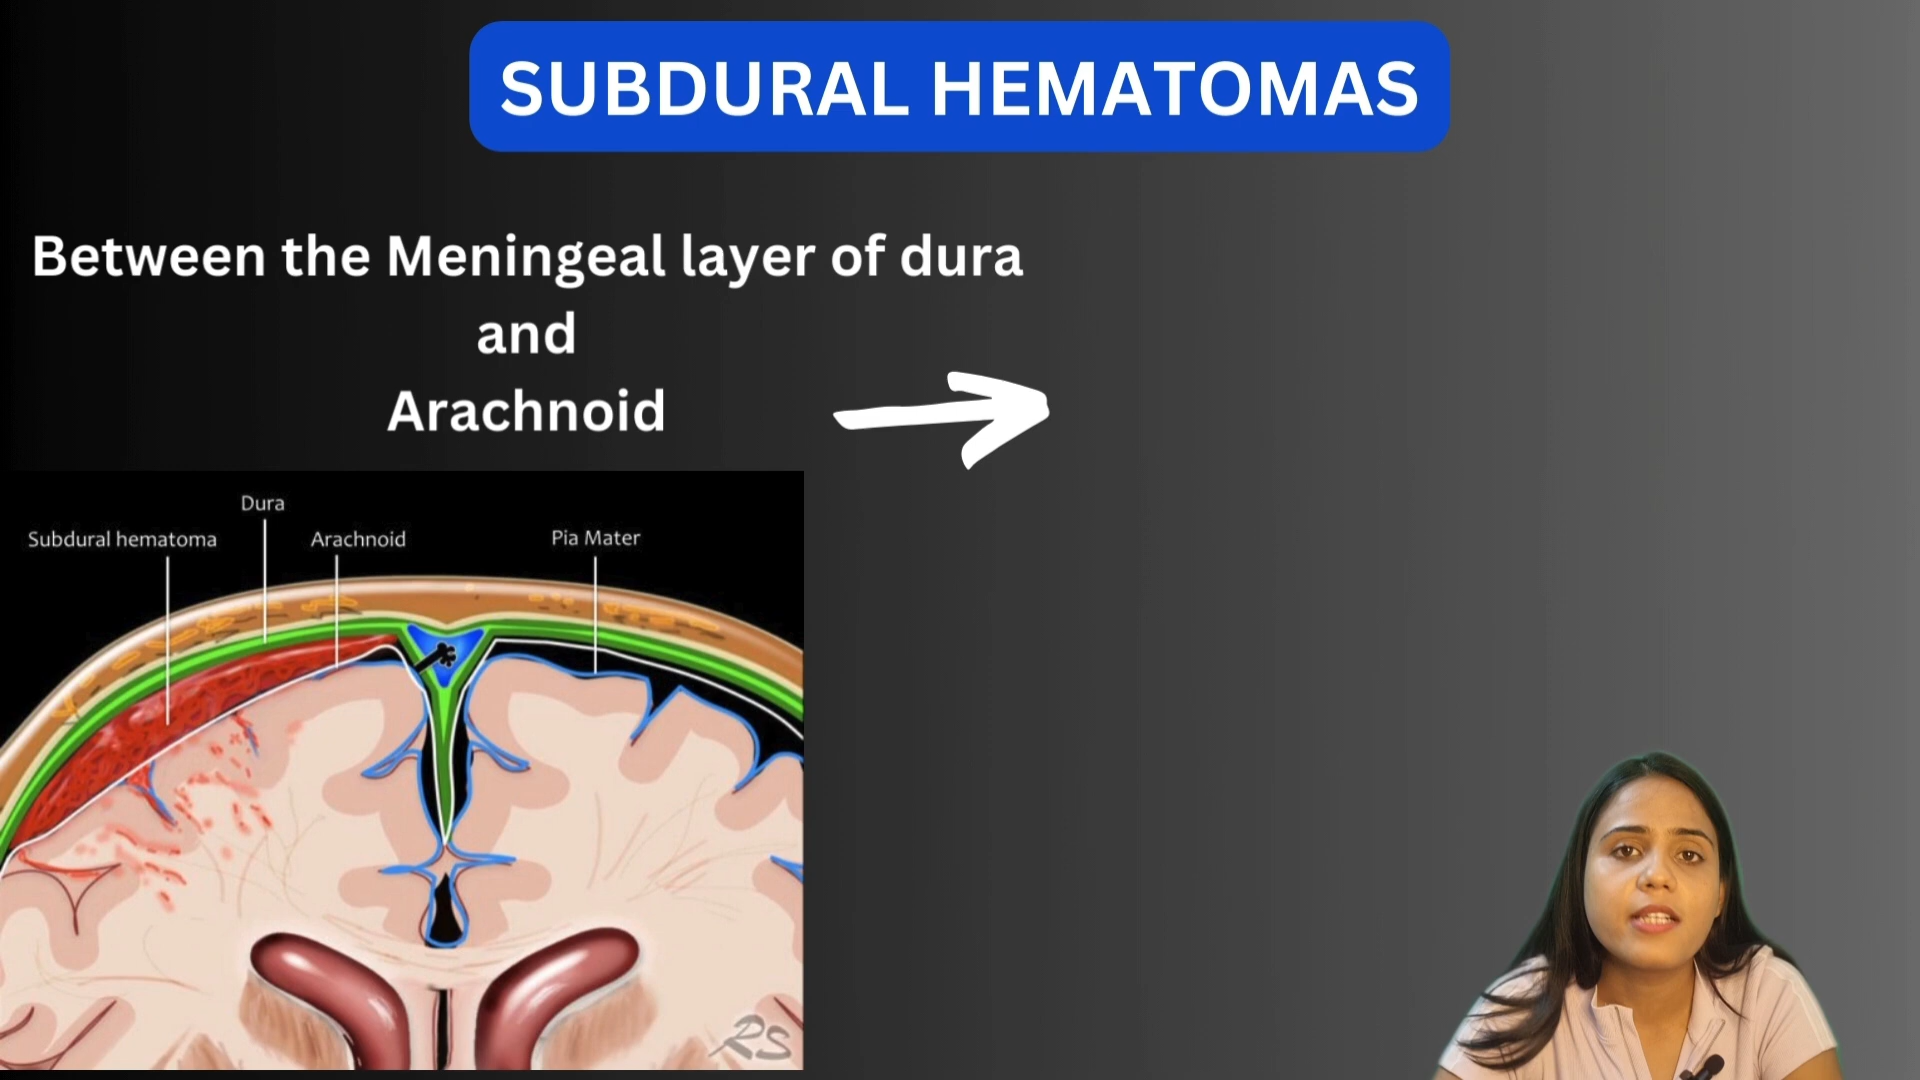 SUBDURAL HEMATOMAS
Between the Meningeal layer of dura
and
Arachnoid
Dura
Subdural hematoma
Arachnoid
Pia Mater
RS